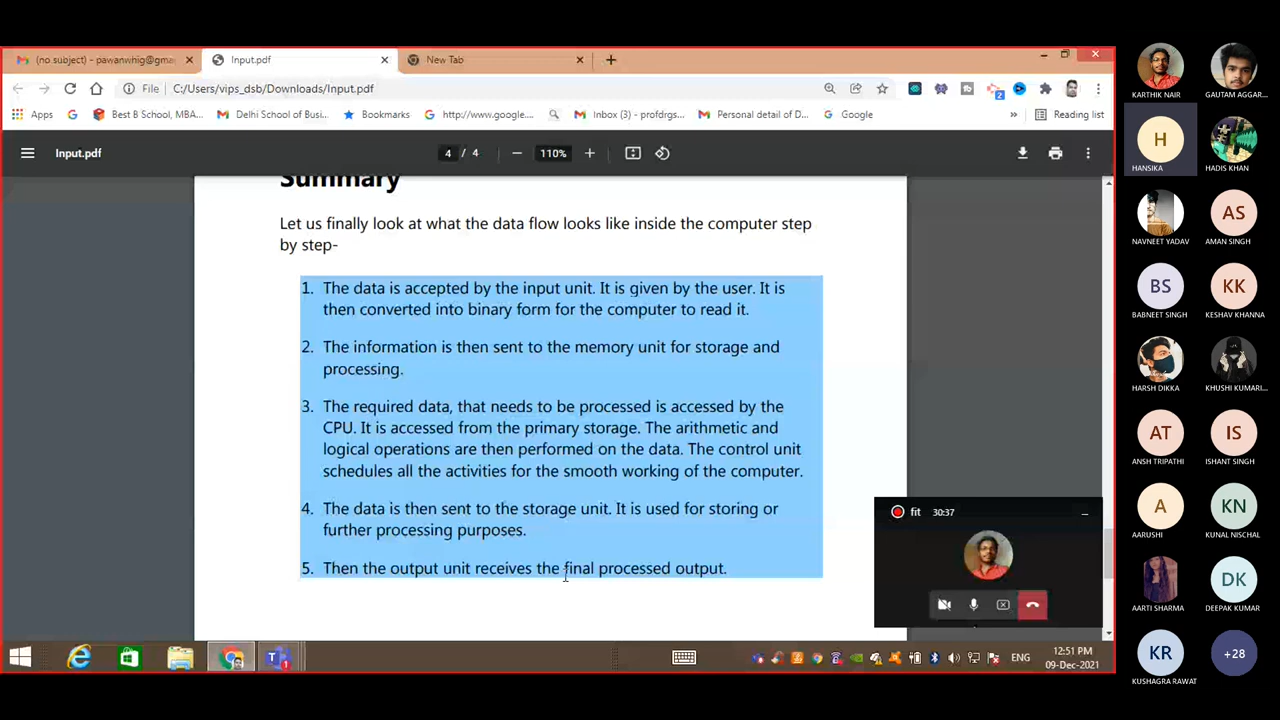 (no subject) - pawanwhig@gma
Input.pdf
New Tab
File
C:/Users/vips_dsb/Downloads/Input.pdf
Apps
Best B School, MBA...
Delhi School of Busi...
Bookmarks
http://www.google....
Inbox (3) - profdrgs...
Personal detail of D...
Google
»
Reading list
Input.pdf
4 / 4
110%
Summary
Let us finally look at what the data flow looks like inside the computer step
by step-
1. The data is accepted by the input unit. It is given by the user. It is
then converted into binary form for the computer to read it.
2. The information is then sent to the memory unit for storage and
processing.
3. The required data, that needs to be processed is accessed by the
CPU. It is accessed from the primary storage. The arithmetic and
logical operations are then performed on the data. The control unit
schedules all the activities for the smooth working of the computer.
4. The data is then sent to the storage unit. It is used for storing or
further processing purposes.
5. Then the output unit receives the final processed output.
fit 30:37
ENG
12:51 PM
09-Dec-2021
KARTHIK NAIR
GAUTAM AGGAR...
H
HANSIKA
HADIS KHAN
NAVNEET YADAV
AS
AMAN SINGH
BS
BABNEET SINGH
KK
KESHAV KHANNA
HARSH DIKKA
KHUSHI KUMARI...
AT
ANSH TRIPATHI
IS
ISHANT SINGH
A
AARUSHI
KN
KUNAL NISCHAL
AARTI SHARMA
DK
DEEPAK KUMAR
KR
KUSHAGRA RAWAT
+28